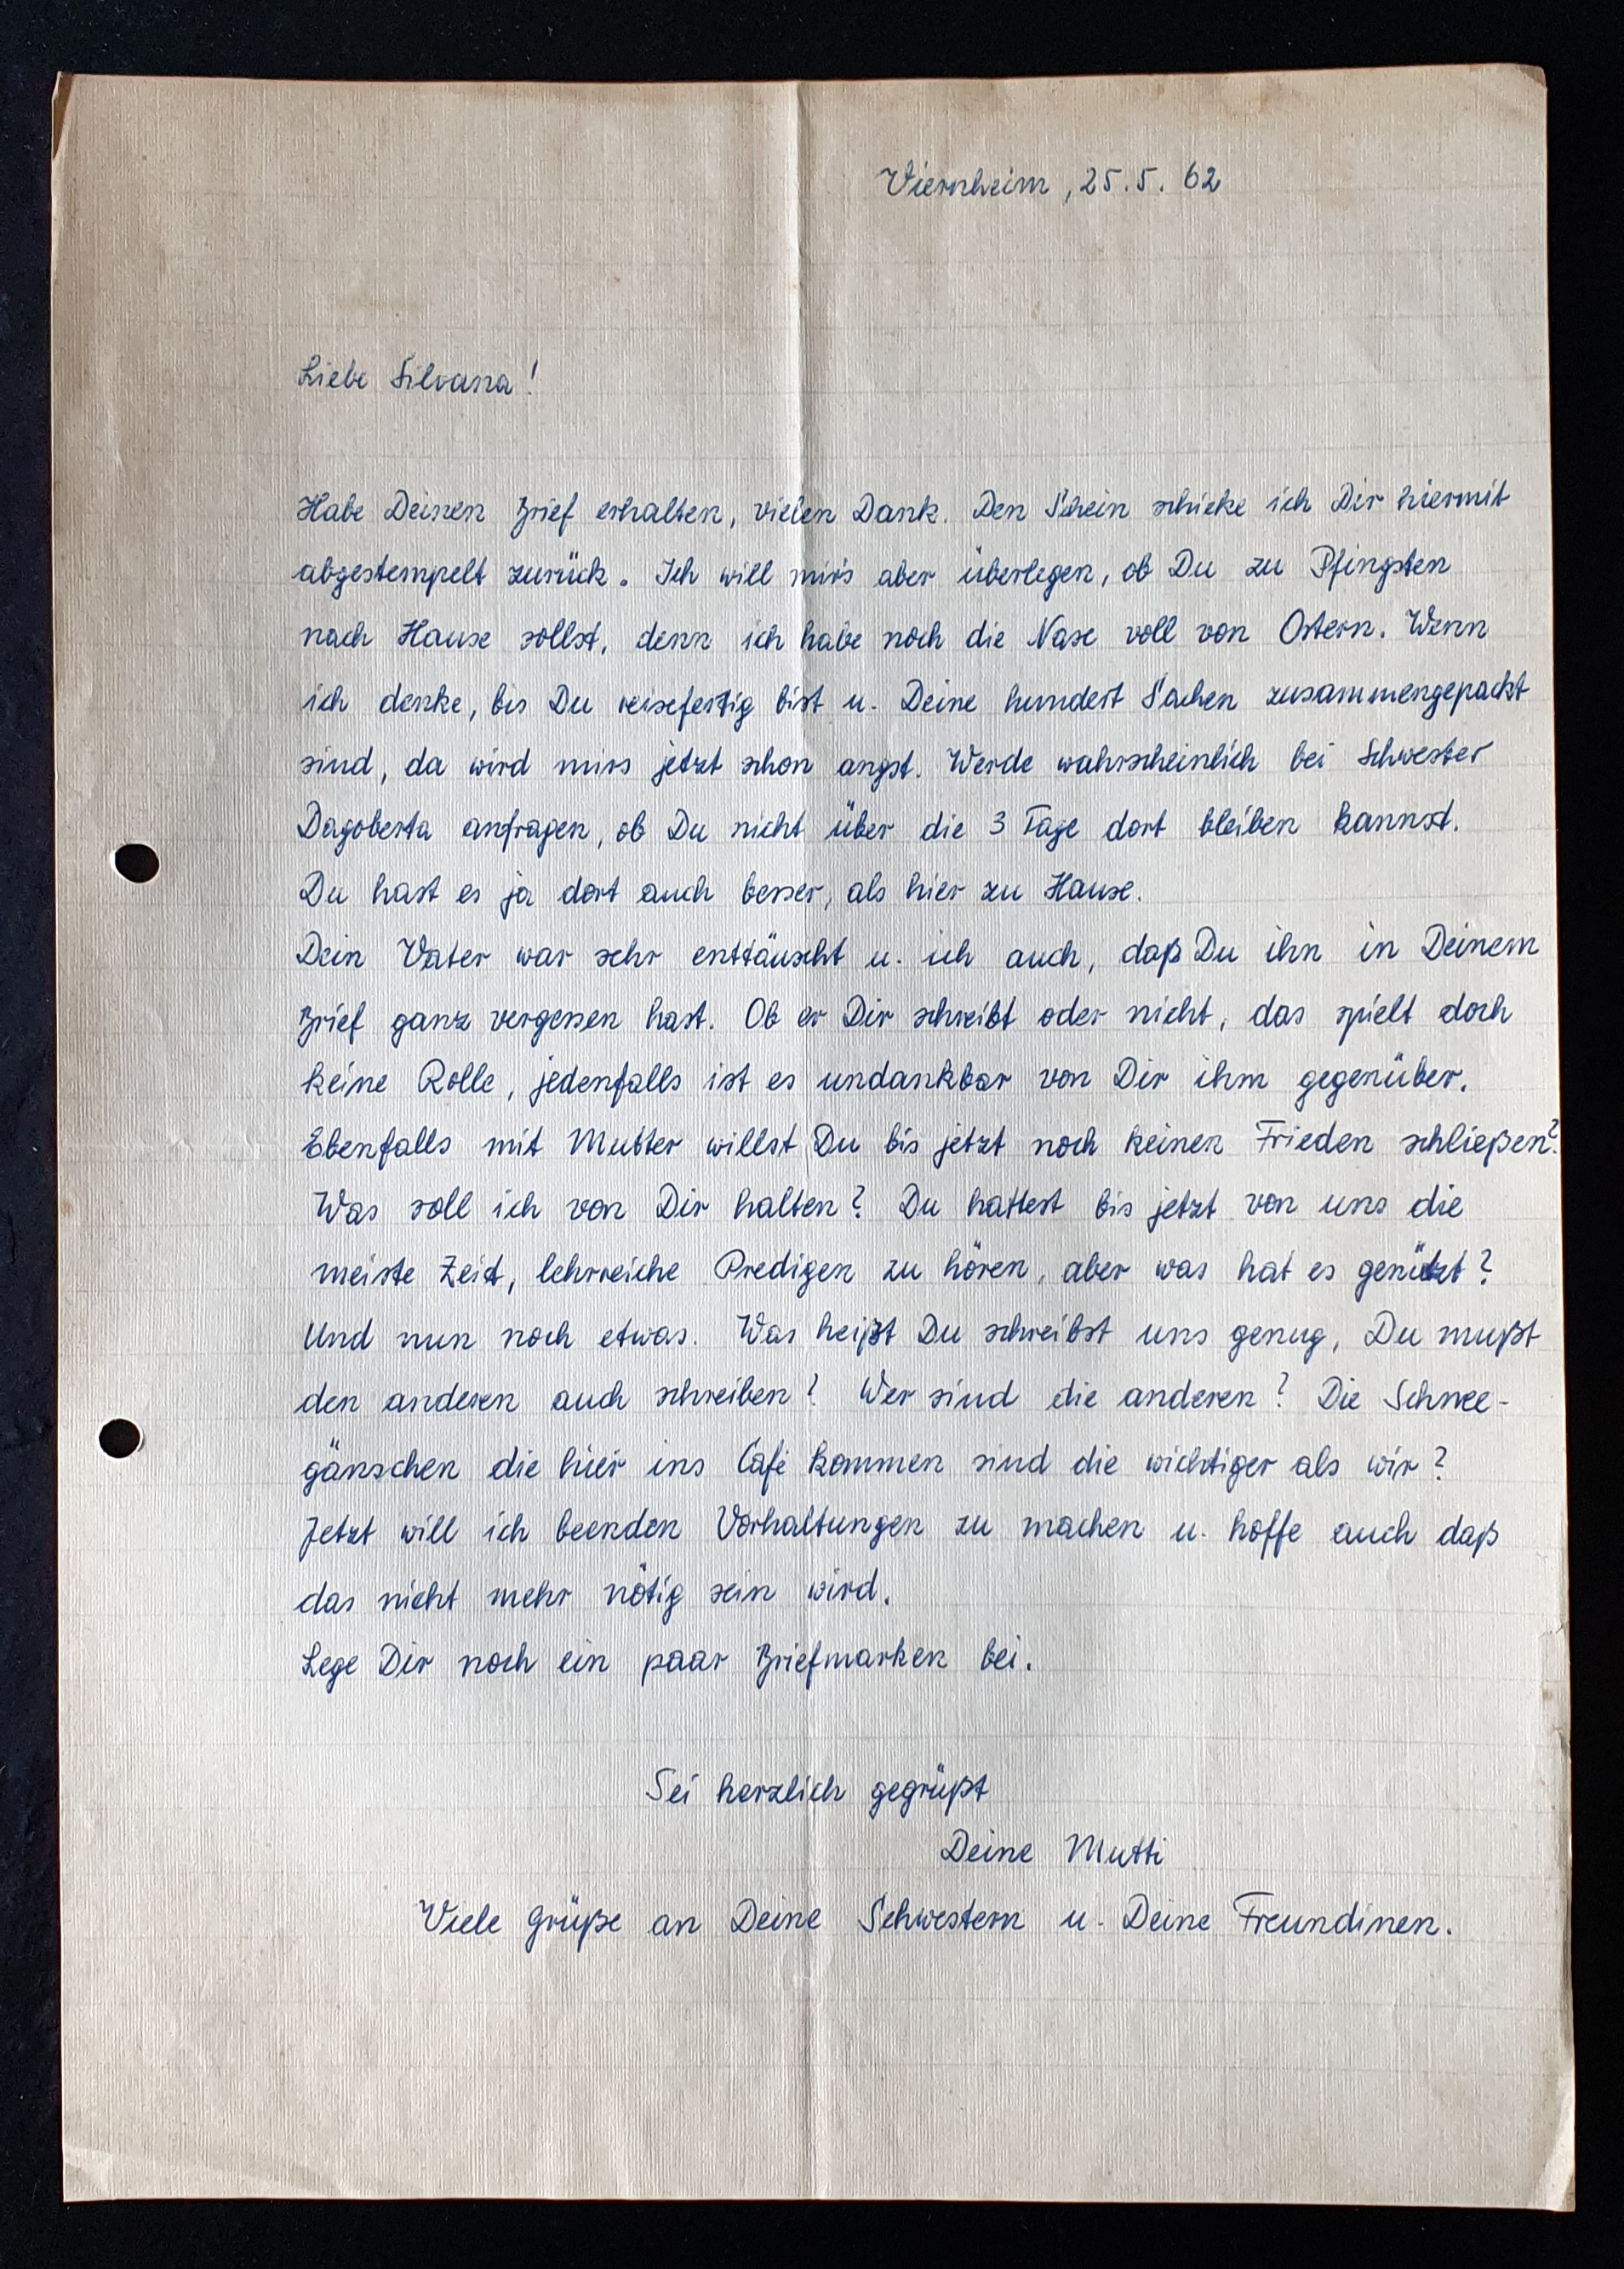 Viernheim, 25.5. 62
Liebe Silvana!
Habe Deinen Brief erhalten, vielen Dank. Den Schein schicke ich Dir hiermit
abgestempelt zurück. Ich will mir's aber überlegen, ob Du zu Pfingsten
nach Hause sollst, denn ich habe noch die Nase voll von Ostern. Wenn
ich denke, bis Du reisefertig bist u. Deine hundert Sachen zusammengepackt
sind, da wird mirs jetzt schon angst. Werde wahrscheinlich bei Schwester
Dagoberta anfragen, ob Du nicht über die 3 Tage dort bleiben kannst.
Du hast es ja dort auch besser, als hier zu Hause.
Dein Vater war sehr enttäuscht u. ich auch, daß Du ihn in Deinem
Brief ganz vergessen hast. Ob er Dir schreibt oder nicht, das spielt doch
keine Rolle, jedenfalls ist es undankbar von Dir ihm gegenüber.
Ebenfalls mit Mutter willst Du bis jetzt noch keinen Frieden schließen?
Was soll ich von Dir halten? Du hattest bis jetzt von uns die
meiste Zeit, lehrreiche Predigen zu hören, aber was hat es genützt?
Und nun noch etwas. Was heißt Du schreibst uns genug, Du mußt
den anderen auch schreiben? Wer sind die anderen? Die Schnee-
gänschen die hier ins Café kommen sind die wichtiger als wir?
Jetzt will ich beenden Vorhaltungen zu machen u. hoffe auch daß
das nicht mehr nötig sein wird.
Lege Dir noch ein paar Briefmarken bei.
Sei herzlich gegrüßt
Deine Mutti
Viele Grüße an Deine Schwestern u. Deine Freundinen.